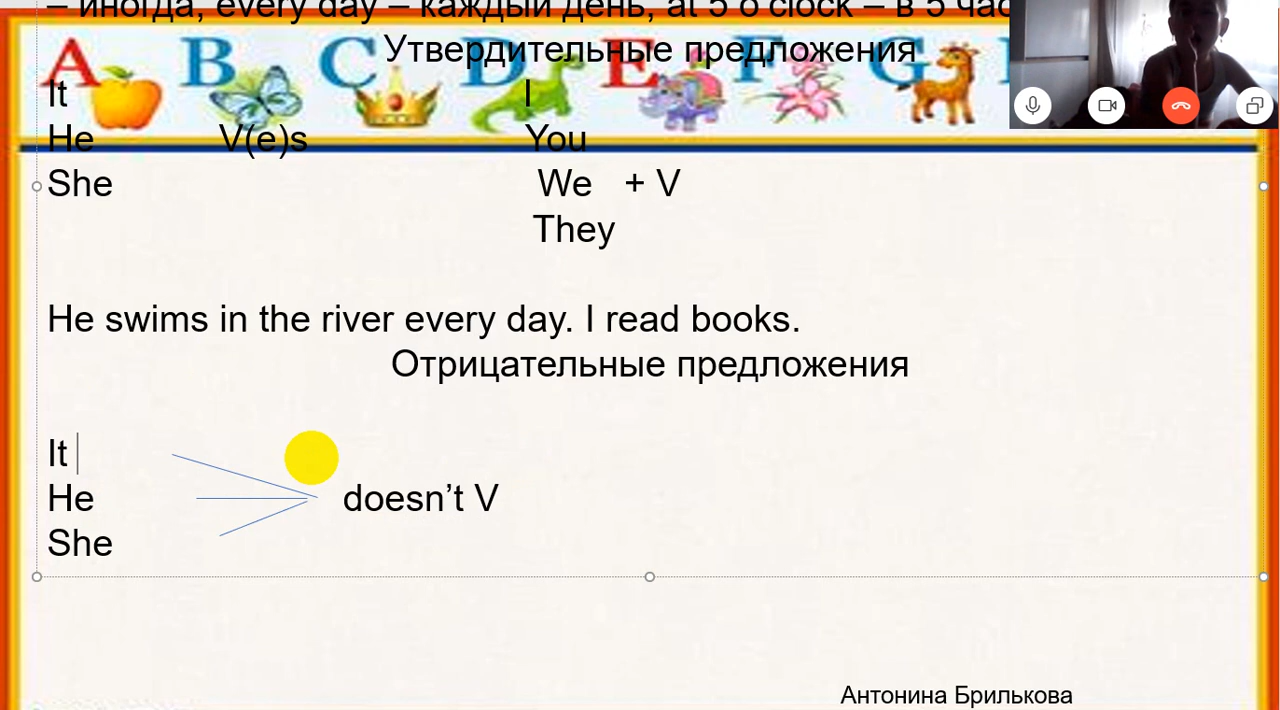 – иногда, every day – каждый день, at 5 o'clock – в 5 час
A B C D E F G
Утвердительные предложения
It I
He V(e)s You
She We + V
They
He swims in the river every day. I read books.
Отрицательные предложения
It
He doesn’t V
She
Антонина Брилькова